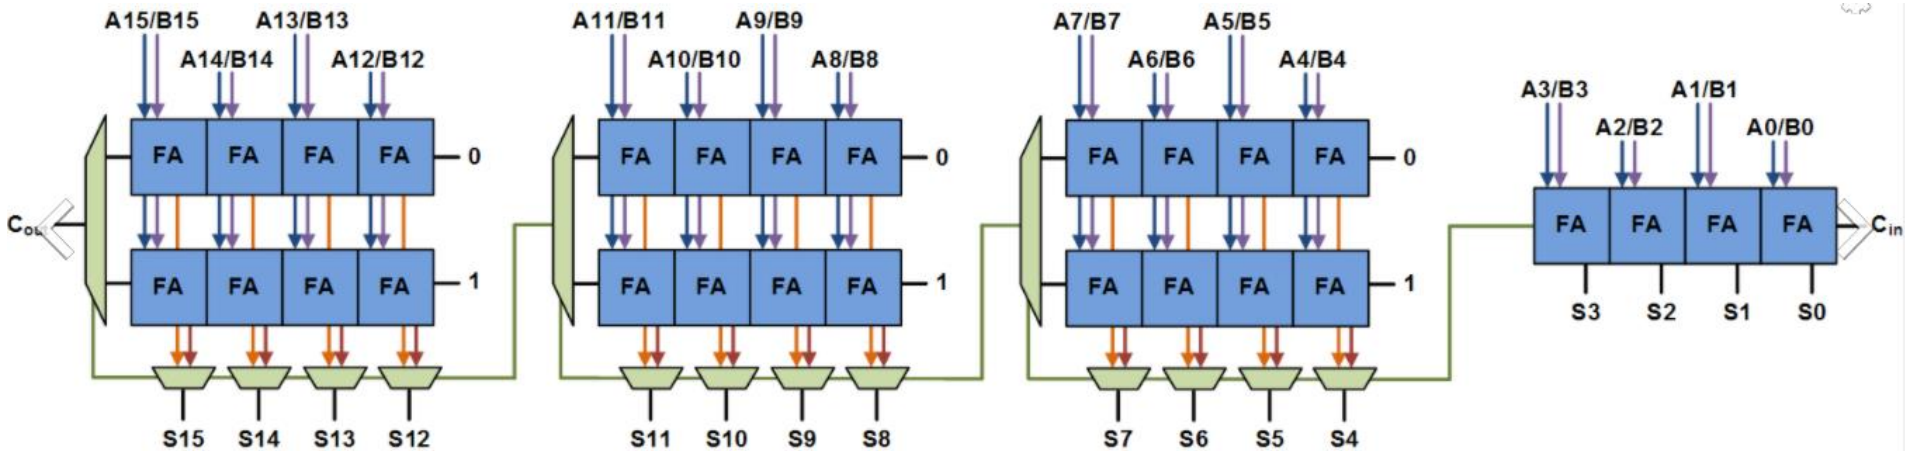 A15/B15 A13/B13 A11/B11 A9/B9 A7/B7 A5/B5
A14/B14 A12/B12 A10/B10 A8/B8 A6/B6 A4/B4
A3/B3 A1/B1
A2/B2 A0/B0
FA FA FA FA 0 FA FA FA FA 0 FA FA FA FA 0
Cout FA FA FA FA Cin
FA FA FA FA 1 FA FA FA FA 1 FA FA FA FA 1
S3 S2 S1 S0
S15 S14 S13 S12 S11 S10 S9 S8 S7 S6 S5 S4